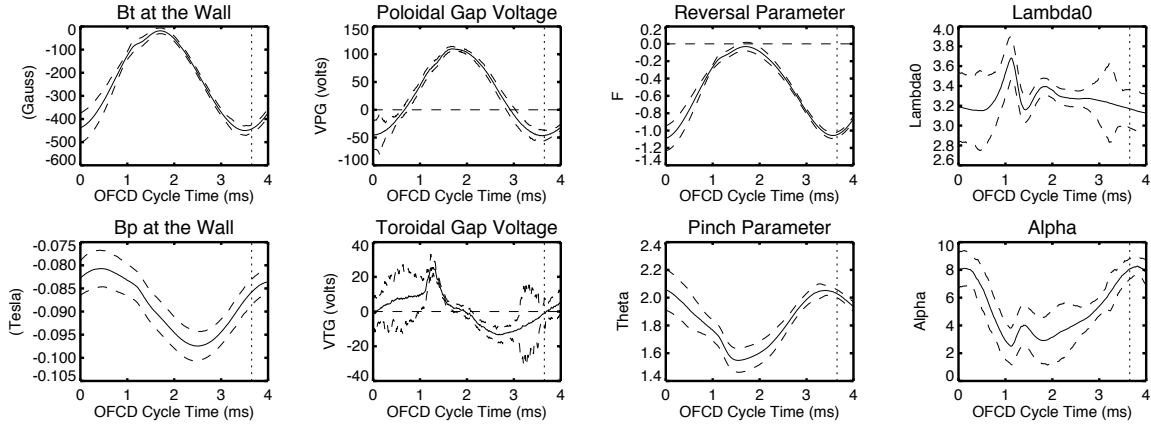 Bt at the Wall
0
-100
-200
-300
-400
-500
-600
(Gauss)
0 1 2 3 4
OFCD Cycle Time (ms)
Poloidal Gap Voltage
150
100
50
0
-50
-100
VPG (volts)
0 1 2 3 4
OFCD Cycle Time (ms)
Reversal Parameter
0.2
0.0
-0.2
-0.4
-0.6
-0.8
-1.0
-1.2
-1.4
F
0 1 2 3 4
OFCD Cycle Time (ms)
Lambda0
4.0
3.8
3.6
3.4
3.2
3.0
2.8
2.6
Lambda0
0 1 2 3 4
OFCD Cycle Time (ms)
Bp at the Wall
-0.075
-0.080
-0.085
-0.090
-0.095
-0.100
-0.105
(Tesla)
0 1 2 3 4
OFCD Cycle Time (ms)
Toroidal Gap Voltage
40
20
0
-20
-40
VTG (volts)
0 1 2 3 4
OFCD Cycle Time (ms)
Pinch Parameter
2.4
2.2
2.0
1.8
1.6
1.4
Theta
0 1 2 3 4
OFCD Cycle Time (ms)
Alpha
10
8
6
4
2
0
Alpha
0 1 2 3 4
OFCD Cycle Time (ms)